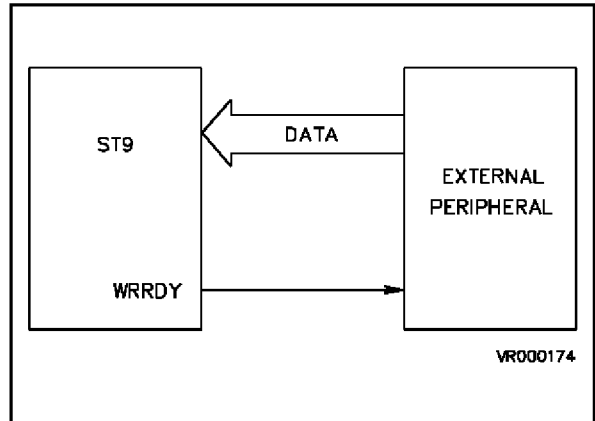 ST9
DATA
EXTERNAL
PERIPHERAL
WRRDY
VR000174